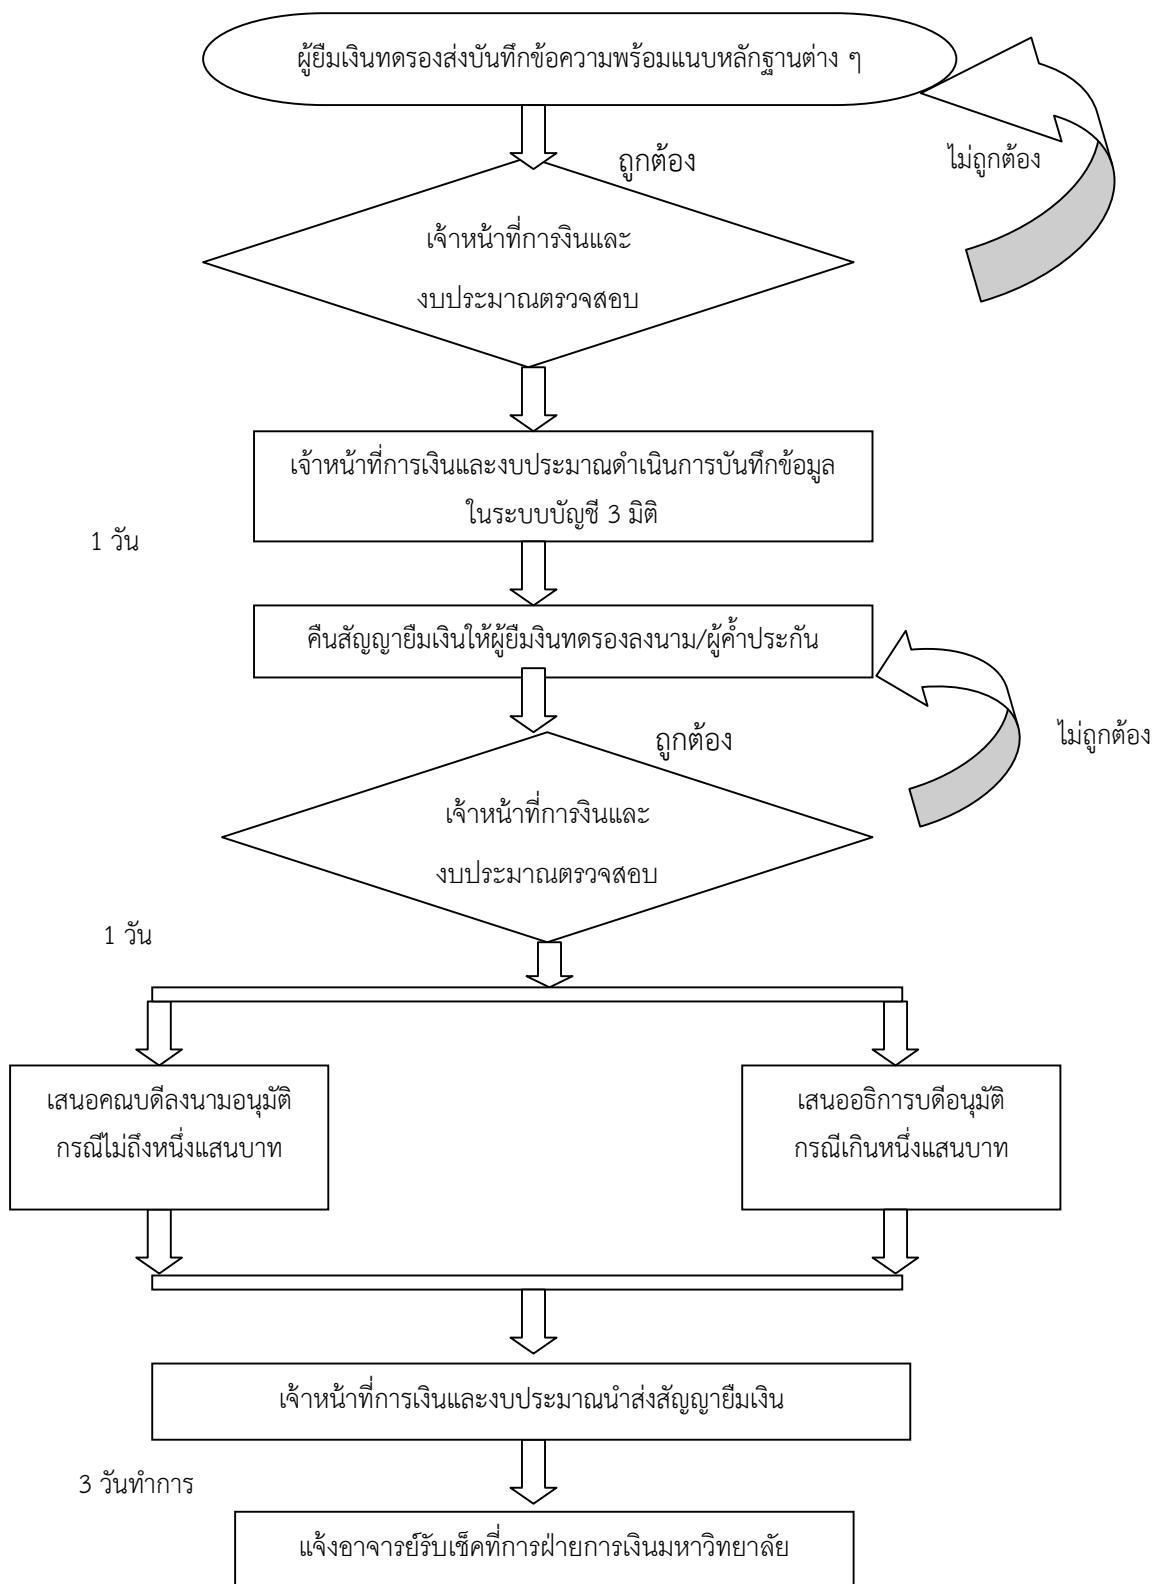 ผู้ยืมเงินทดรองส่งบันทึกข้อความพร้อมแนบหลักฐานต่าง ๆ
ถูกต้อง
ไม่ถูกต้อง
เจ้าหน้าที่การเงินและ
งบประมาณตรวจสอบ
เจ้าหน้าที่การเงินและงบประมาณดำเนินการบันทึกข้อมูล
ในระบบบัญชี 3 มิติ
1 วัน
คืนสัญญายืมเงินให้ผู้ยืมงินทดรองลงนาม/ผู้ค้ำประกัน
ถูกต้อง
ไม่ถูกต้อง
เจ้าหน้าที่การเงินและ
งบประมาณตรวจสอบ
1 วัน
เสนอคณบดีลงนามอนุมัติ
กรณีไม่ถึงหนึ่งแสนบาท
เสนออธิการบดีอนุมัติ
กรณีเกินหนึ่งแสนบาท
เจ้าหน้าที่การเงินและงบประมาณนำส่งสัญญายืมเงิน
3 วันทำการ
แจ้งอาจารย์รับเช็คที่การฝ่ายการเงินมหาวิทยาลัย